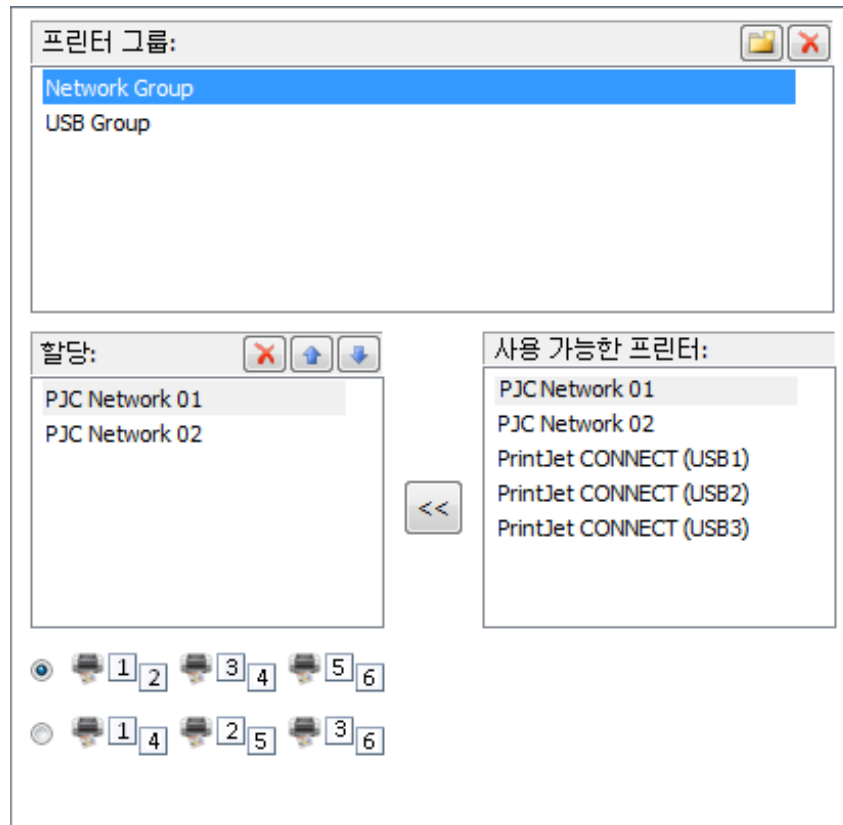 프린터 그룹:
Network Group
USB Group
할당:
PJC Network 01
PJC Network 02
<<
사용 가능한 프린터:
PJC Network 01
PJC Network 02
PrintJet CONNECT (USB1)
PrintJet CONNECT (USB2)
PrintJet CONNECT (USB3)
1 2 3 4 5 6
1 4 2 5 3 6